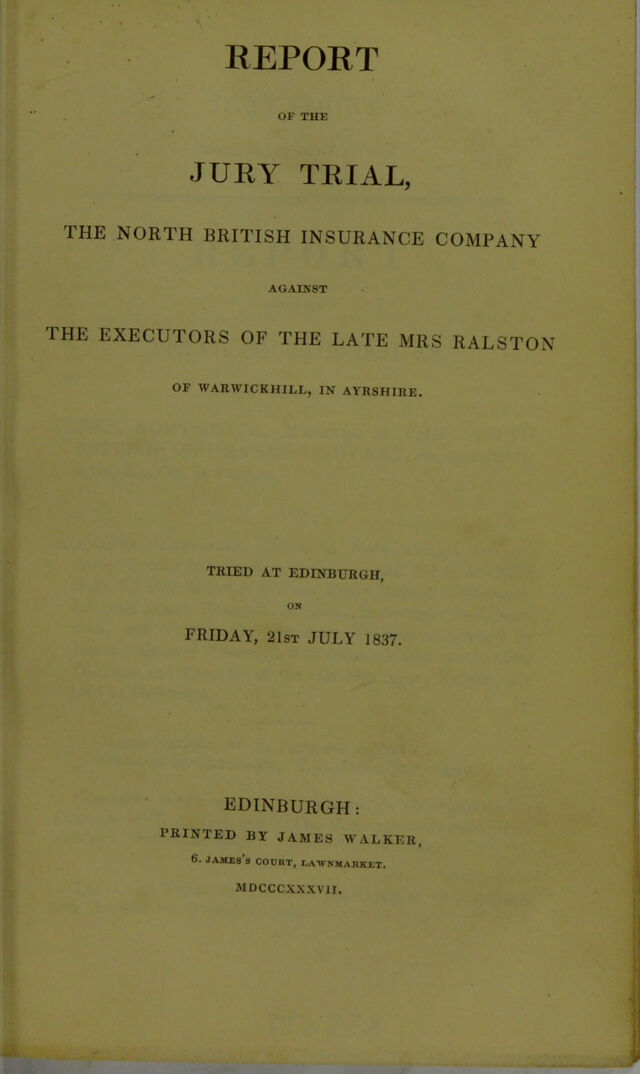 REPORT
OF THE
JURY TRIAL,
THE NORTH BRITISH INSURANCE COMPANY
AGAINST
THE EXECUTORS OF THE LATE MRS RALSTON
OF WARWICKHILL, IN AYRSHIRE.
TRIED AT EDINBURGH,
ON
FRIDAY, 21ST JULY 1837.
EDINBURGH:
PRINTED BY JAMES WALKER,
6. JAMES'S COURT, LAWNMARKET.
MDCCCXXXVII.